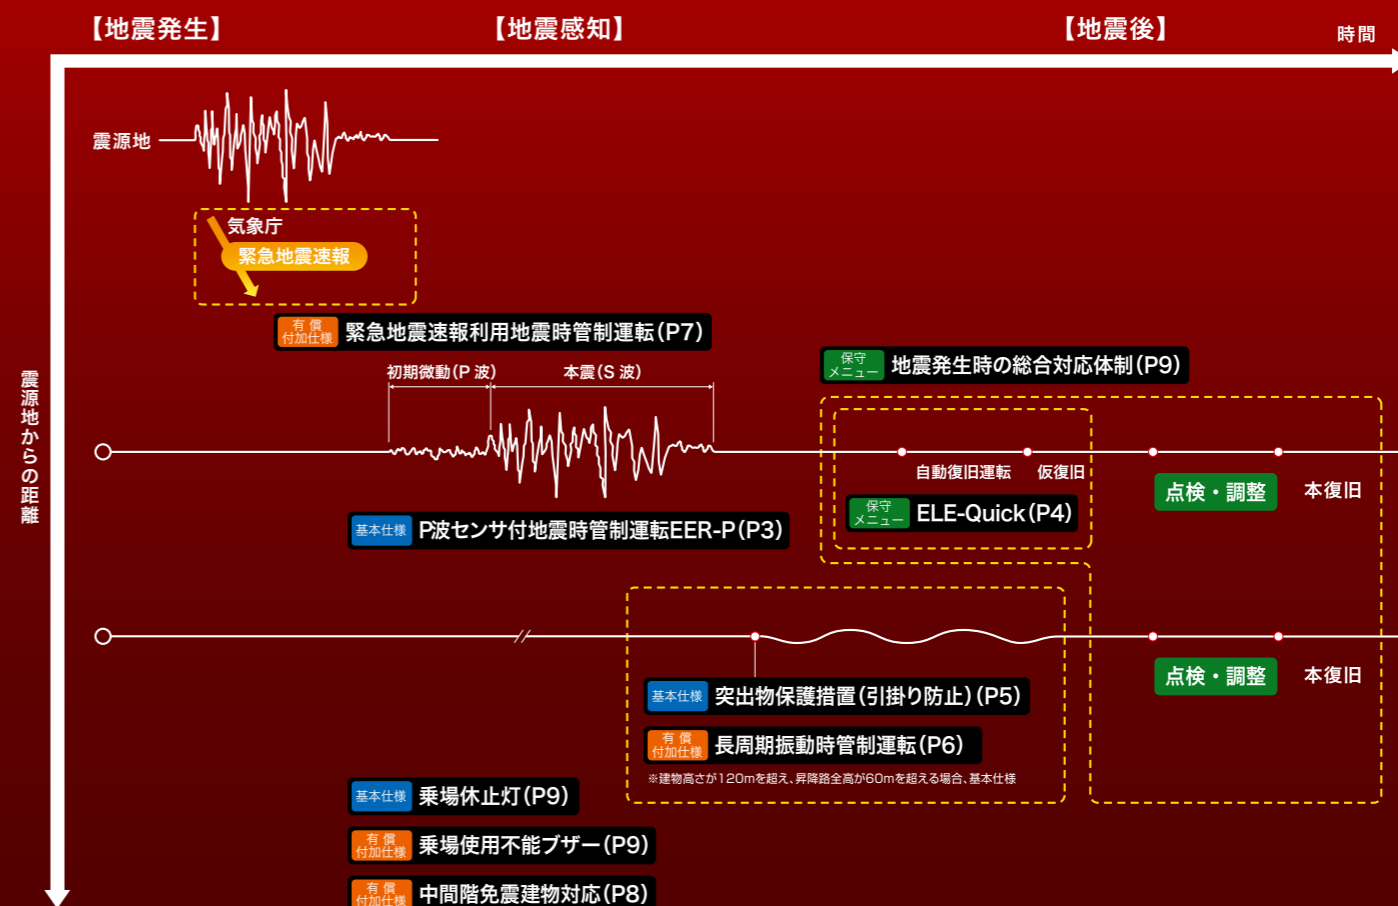 【地震発生】
【地震感知】
【地震後】
時間
震源地
気象庁
緊急地震速報
有 償
付加仕様
緊急地震速報利用地震時管制運転(P7)
初期微動(P 波)
本震(S 波)
保守
メニュー
地震発生時の総合対応体制(P9)
震源地からの距離
自動復旧運転
仮復旧
点検・調整
本復旧
保守
メニュー
ELE-Quick(P4)
基本仕様
P波センサ付地震時管制運転EER-P(P3)
点検・調整
本復旧
基本仕様
突出物保護措置(引掛り防止)(P5)
有 償
付加仕様
長周期振動時管制運転(P6)
※建物高さが120mを超え、昇降路全高が60mを超える場合、基本仕様
基本仕様
乗場休止灯(P9)
有 償
付加仕様
乗場使用不能ブザー(P9)
有 償
付加仕様
中間階免震建物対応(P8)